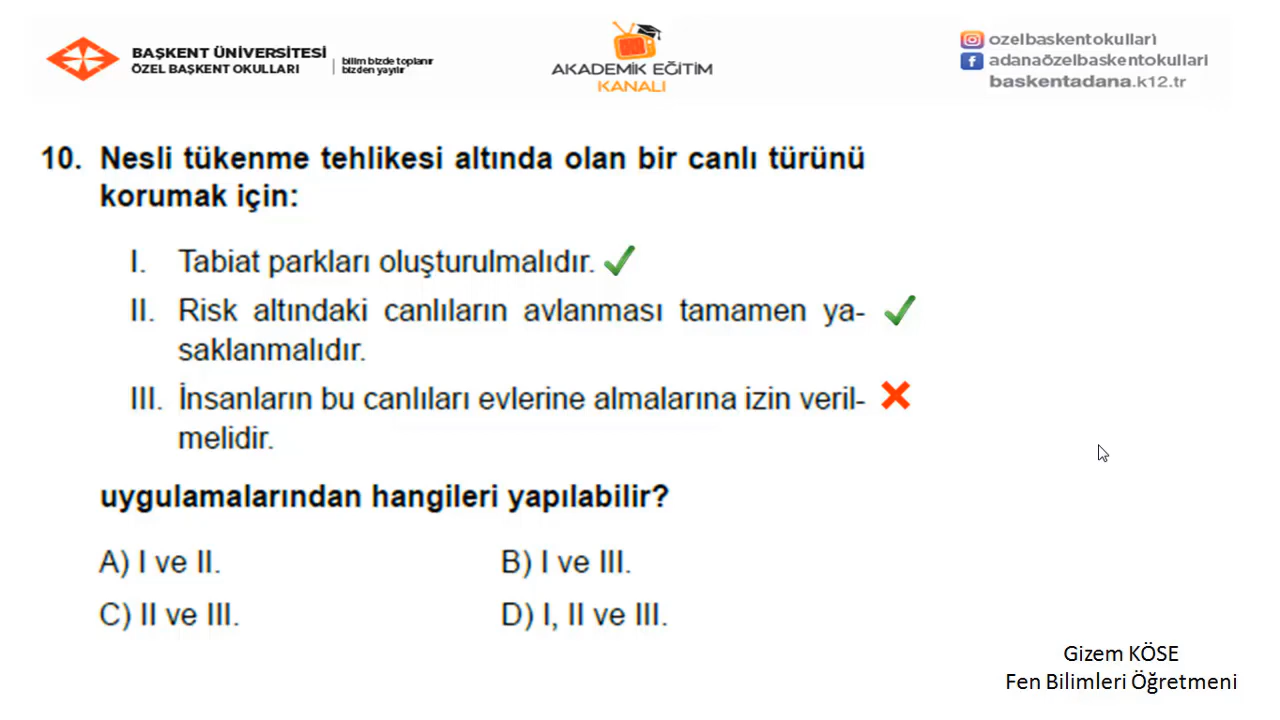 BAŞKENT ÜNİVERSİTESİ
ÖZEL BAŞKENT OKULLARI
bilim bizde toplanır
bizden yayılır
AKADEMİK EĞİTİM
KANALI
ozelbaskentokullari
adanaözelbaskentokullari
baskentadana.k12.tr
10. Nesli tükenme tehlikesi altında olan bir canlı türünü
korumak için:
I. Tabiat parkları oluşturulmalıdır.
II. Risk altındaki canlıların avlanması tamamen ya-
saklanmalıdır.
III. İnsanların bu canlıları evlerine almalarına izin veril-
melidir.
uygulamalarından hangileri yapılabilir?
A) I ve II.
B) I ve III.
C) II ve III.
D) I, II ve III.
Gizem KÖSE
Fen Bilimleri Öğretmeni